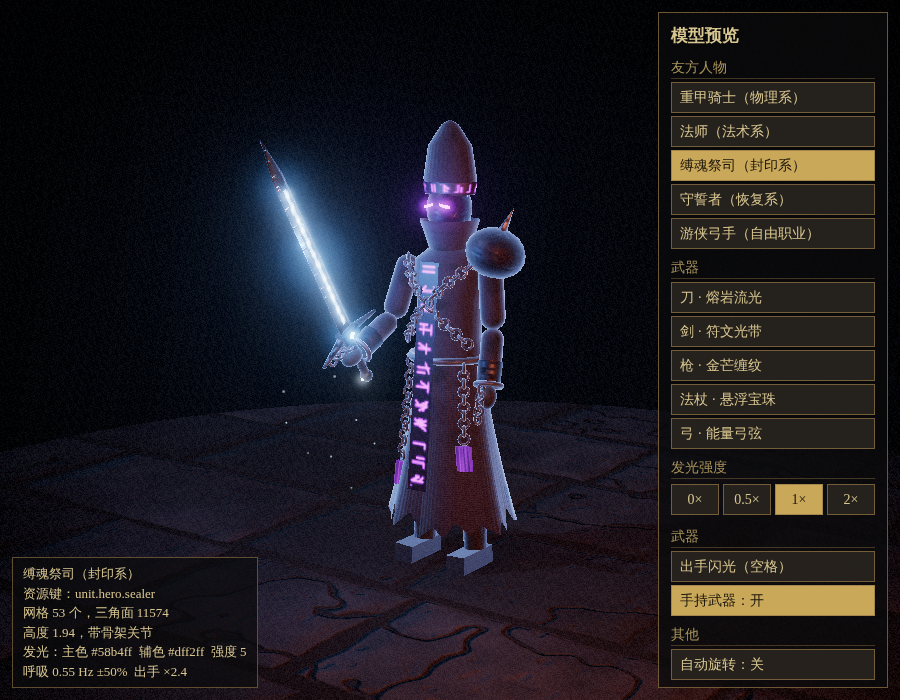 模型预览
友方人物
重甲骑士（物理系）
法师（法术系）
缚魂祭司（封印系）
守誓者（恢复系）
游侠弓手（自由职业）
武器
刀 · 熔岩流光
剑 · 符文光带
枪 · 金芒缠纹
法杖 · 悬浮宝珠
弓 · 能量弓弦
发光强度
0× 0.5× 1× 2×
武器
出手闪光（空格）
手持武器：开
其他
自动旋转：关
缚魂祭司（封印系）
资源键：unit.hero.sealer
网格 53 个，三角面 11574
高度 1.94，带骨架关节
发光：主色 #58b4ff 辅色 #dff2ff 强度 5
呼吸 0.55 Hz ±50% 出手 ×2.4